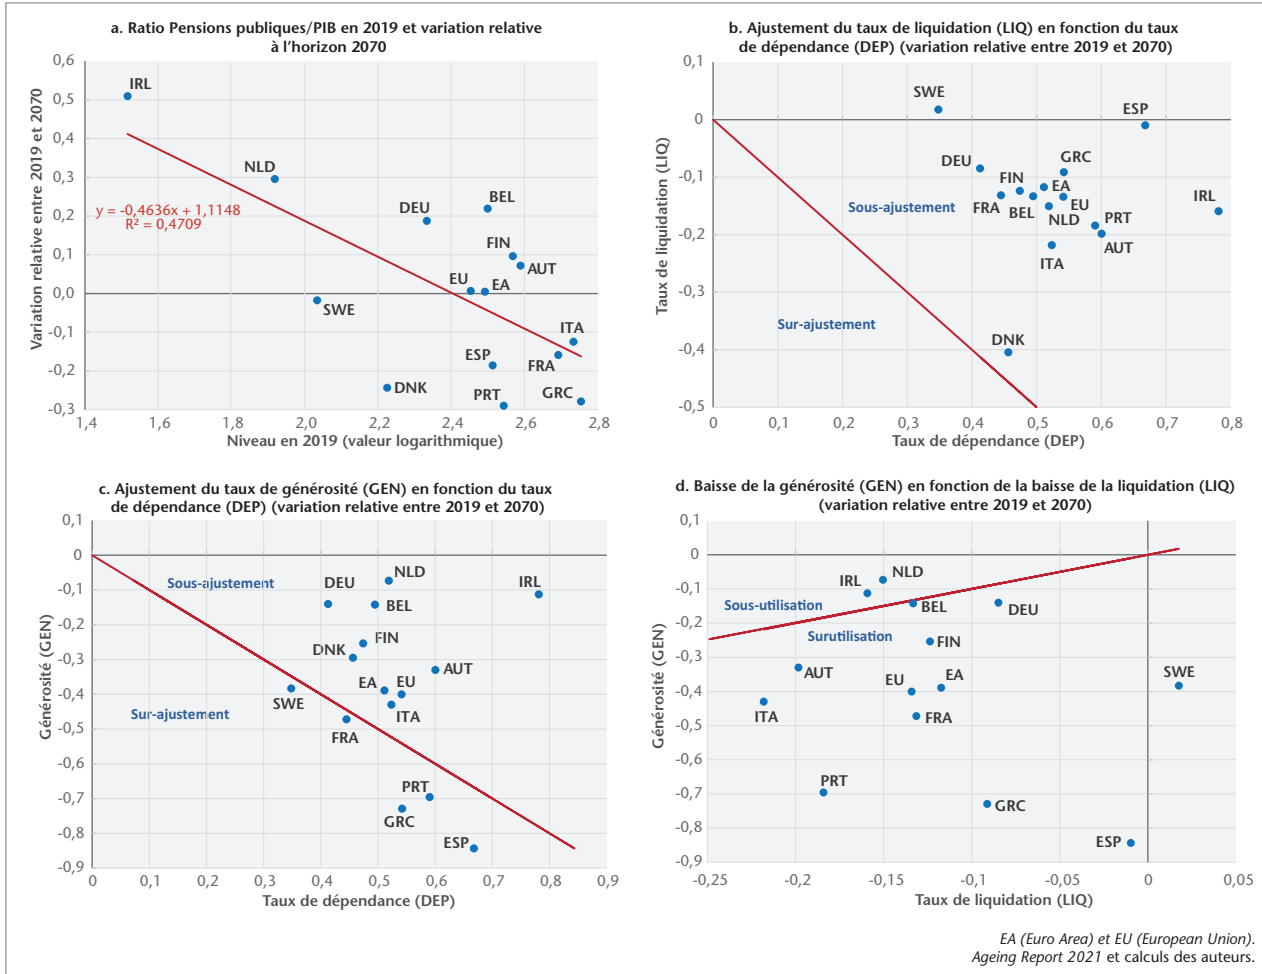 a. Ratio Pensions publiques/PIB en 2019 et variation relative
à l'horizon 2070
Variation relative entre 2019 et 2070
0,6
0,5
0,4
0,3
0,2
0,1
0,0
-0,1
-0,2
-0,3
IRL
NLD
BEL
DEU
y = -0,4636x + 1,1148
R² = 0,4709
FIN
AUT
EU
EA
SWE
ITA
ESP
FRA
DNK
PRT
GRC
1,4 1,6 1,8 2,0 2,2 2,4 2,6 2,8
Niveau en 2019 (valeur logarithmique)
b. Ajustement du taux de liquidation (LIQ) en fonction du taux
de dépendance (DEP) (variation relative entre 2019 et 2070)
Taux de liquidation (LIQ)
0,1
0
-0,1
-0,2
-0,3
-0,4
-0,5
SWE
ESP
DEU
GRC
FIN
EA
IRL
Sous-ajustement
FRA
BEL
EU
NLD
PRT
AUT
ITA
Sur-ajustement
DNK
0 0,1 0,2 0,3 0,4 0,5 0,6 0,7 0,8
Taux de dépendance (DEP)
c. Ajustement du taux de générosité (GEN) en fonction du taux
de dépendance (DEP) (variation relative entre 2019 et 2070)
Générosité (GEN)
0,1
0
-0,1
-0,2
-0,3
-0,4
-0,5
-0,6
-0,7
-0,8
-0,9
NLD
Sous-ajustement
DEU
IRL
BEL
FIN
DNK
AUT
EA
EU
SWE
Sur-ajustement
ITA
FRA
PRT
GRC
ESP
0 0,1 0,2 0,3 0,4 0,5 0,6 0,7 0,8 0,9
Taux de dépendance (DEP)
d. Baisse de la générosité (GEN) en fonction de la baisse de la liquidation (LIQ)
(variation relative entre 2019 et 2070)
Générosité (GEN)
0,1
0
-0,1
-0,2
-0,3
-0,4
-0,5
-0,6
-0,7
-0,8
-0,9
NLD
IRL
Sous-utilisation
BEL
DEU
Surutilisation
FIN
AUT
EU
EA
SWE
ITA
FRA
PRT
GRC
ESP
-0,25 -0,2 -0,15 -0,1 -0,05 0 0,05
Taux de liquidation (LIQ)
EA (Euro Area) et EU (European Union).
Ageing Report 2021 et calculs des auteurs.